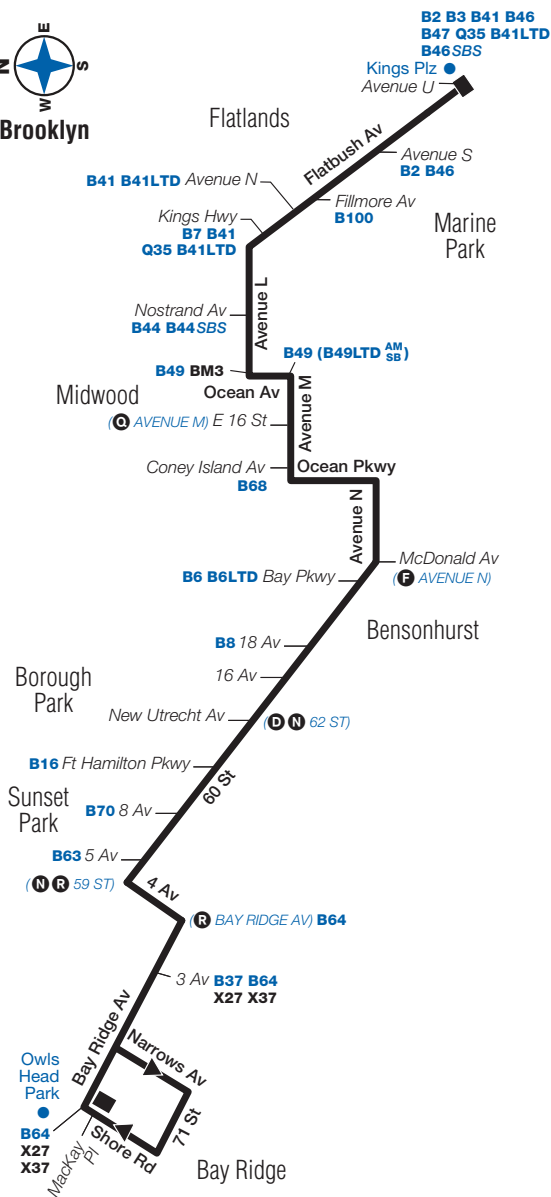 E
N
S
W
Brooklyn
B2 B3 B41 B46
B47 Q35 B41LTD
B46SBS
Kings Plz
Avenue U
Flatlands
Flatbush Av
Avenue S
B2 B46
B41 B41LTD Avenue N
Fillmore Av
B100
Kings Hwy
B7 B41
Q35 B41LTD
Marine
Park
Avenue L
Nostrand Av
B44 B44SBS
B49 (B49LTD AM
SB)
B49 BM3
Ocean Av
Midwood
Avenue M
(Q AVENUE M) E 16 St
Coney Island Av
B68
Ocean Pkwy
Avenue N
McDonald Av
(F AVENUE N)
B6 B6LTD Bay Pkwy
Bensonhurst
B8 18 Av
16 Av
Borough
Park
New Utrecht Av
(D N 62 ST)
B16 Ft Hamilton Pkwy
60 St
Sunset
Park
B70 8 Av
B63 5 Av
(N R 59 ST)
4 Av
(R BAY RIDGE AV) B64
3 Av B37 B64
X27 X37
Bay Ridge Av
Narrows Av
Owls
Head
Park
B64
X27
X37
MacKay
Pl
Shore Rd
71 St
Bay Ridge